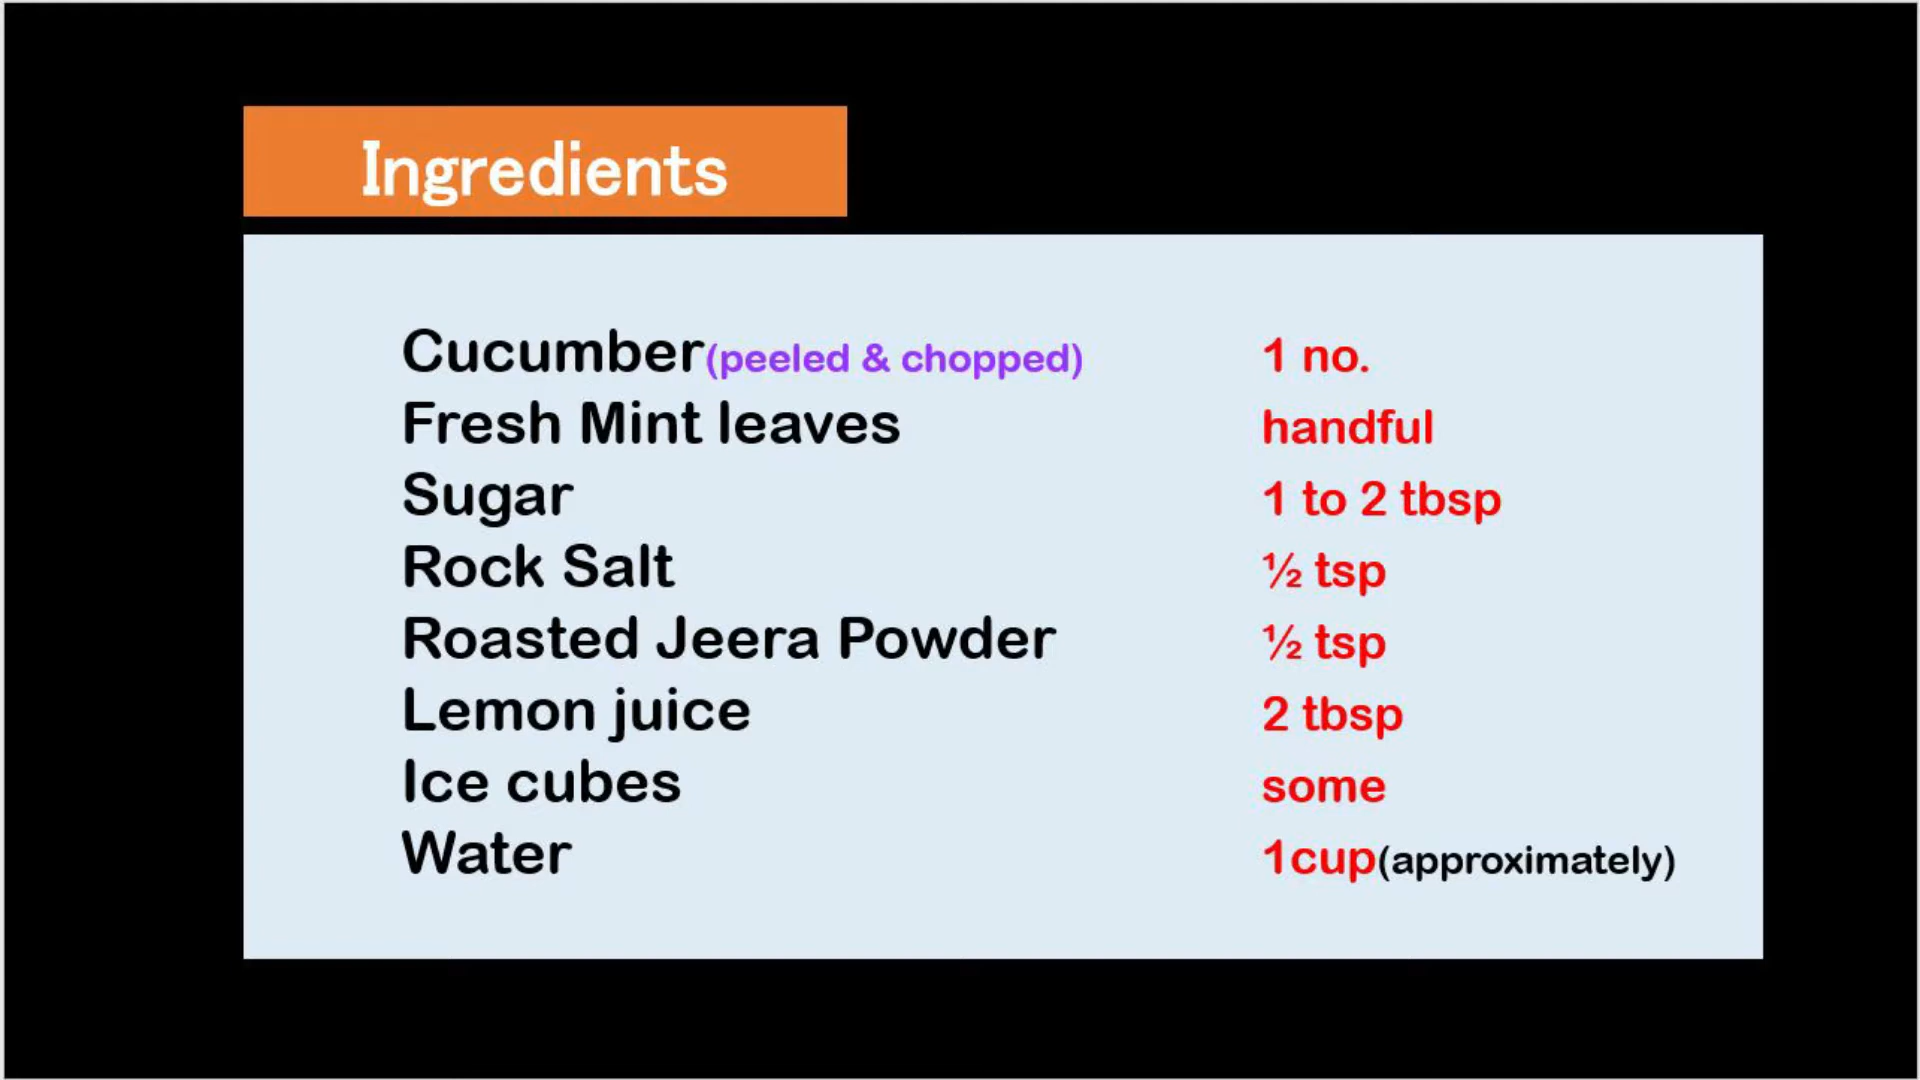 Ingredients
Cucumber(peeled & chopped) 1 no.
Fresh Mint leaves handful
Sugar 1 to 2 tbsp
Rock Salt ½ tsp
Roasted Jeera Powder ½ tsp
Lemon juice 2 tbsp
Ice cubes some
Water 1cup(approximately)